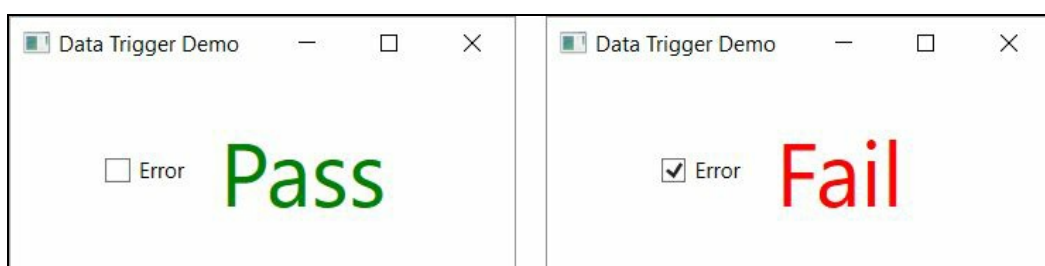 Data Trigger Demo
Error Pass
Data Trigger Demo
Error Fail